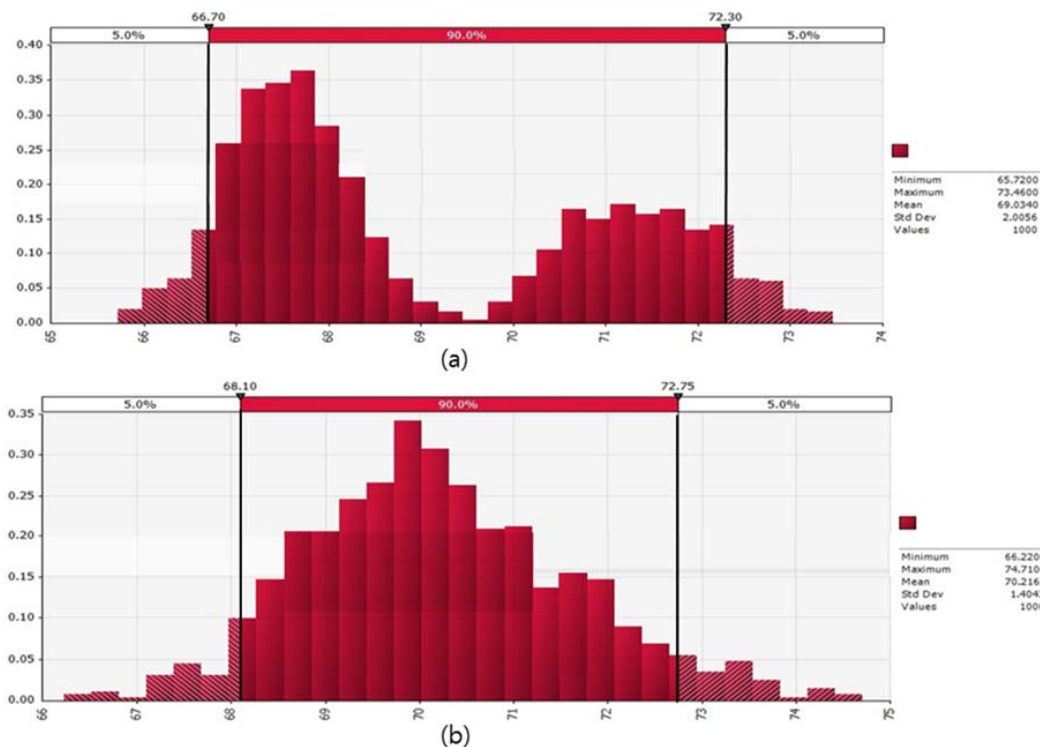 66.70 72.30
5.0% 90.0% 5.0%
0.40
0.35
0.30
0.25
0.20
0.15
0.10
0.05
0.00
65 66 67 68 69 70 71 72 73 74
Minimum 65.7200
Maximum 73.4600
Mean 69.0340
Std Dev 2.0056
Values 1000
(a)
68.10 72.75
5.0% 90.0% 5.0%
0.35
0.30
0.25
0.20
0.15
0.10
0.05
0.00
66 67 68 69 70 71 72 73 74 75
Minimum 66.220
Maximum 74.710
Mean 70.216
Std Dev 1.404
Values 100
(b)